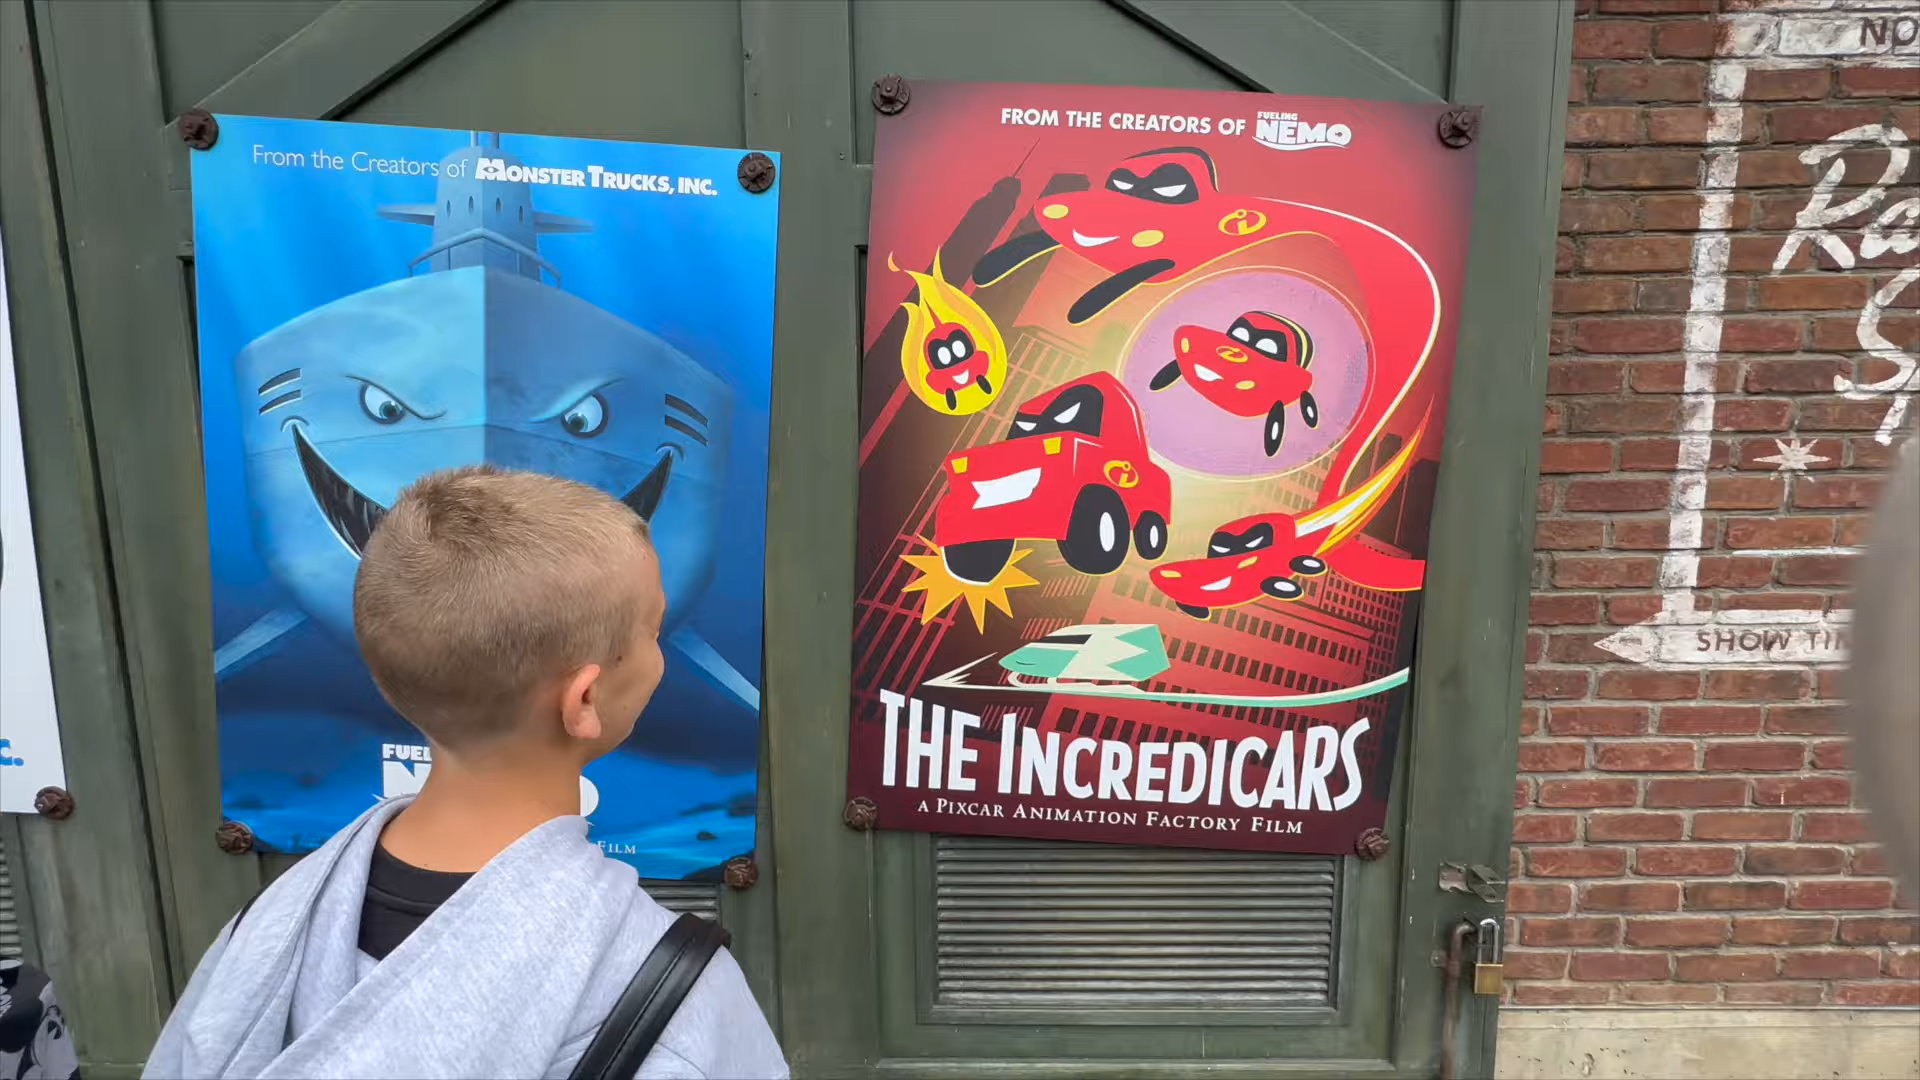 From the Creators of MONSTER TRUCKS, INC.
FILM
FROM THE CREATORS OF FUELING NEMO
THE INCREDICARS
A PIXCAR ANIMATION FACTORY FILM
SHOW